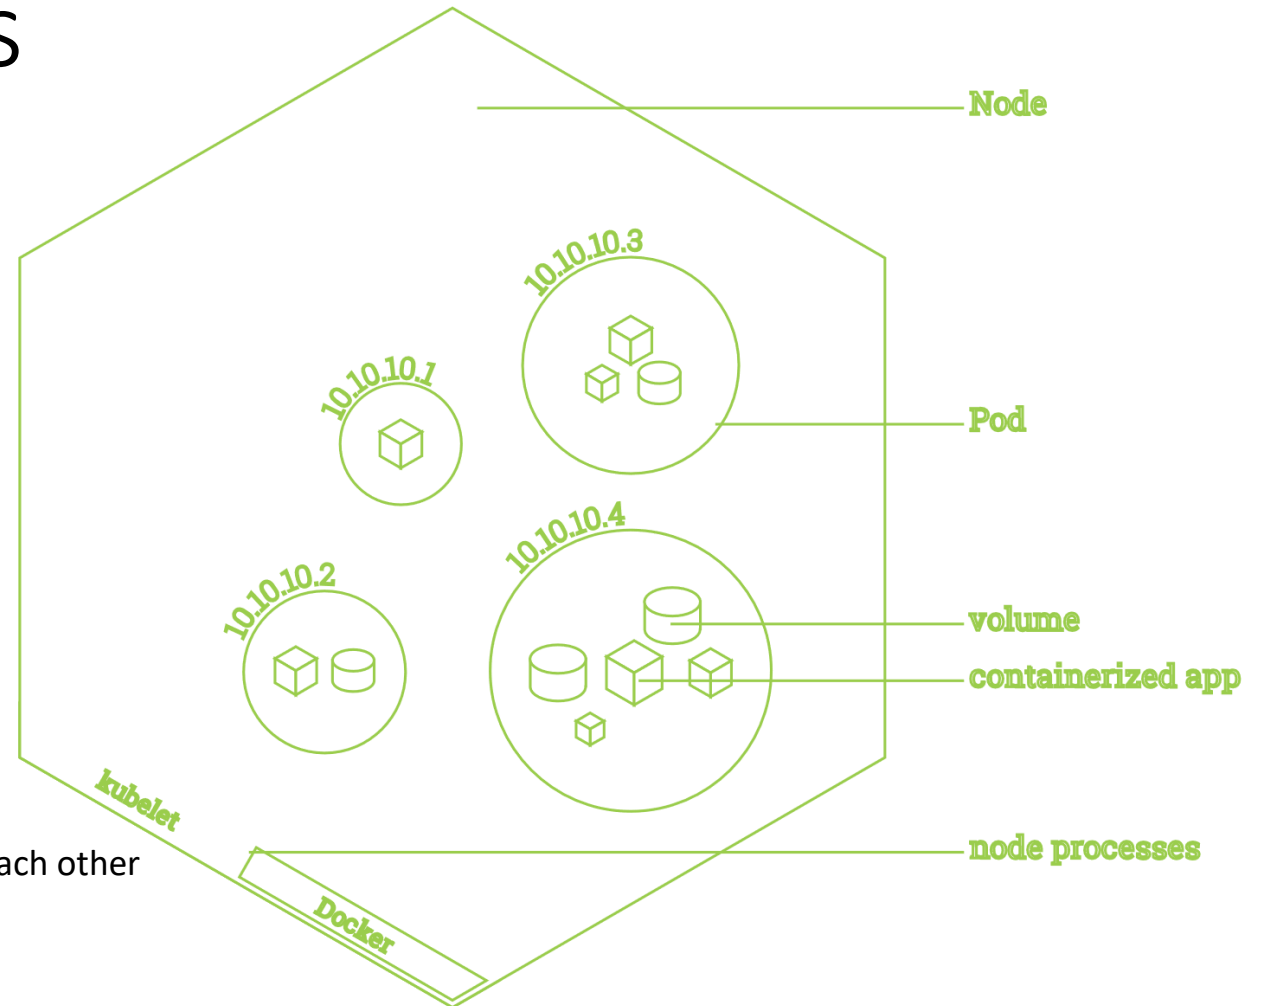 S
Node
10.10.10.3
10.10.10.1
Pod
10.10.10.4
10.10.10.2
volume
containerized app
kubelet
node processes
ach other
Docker